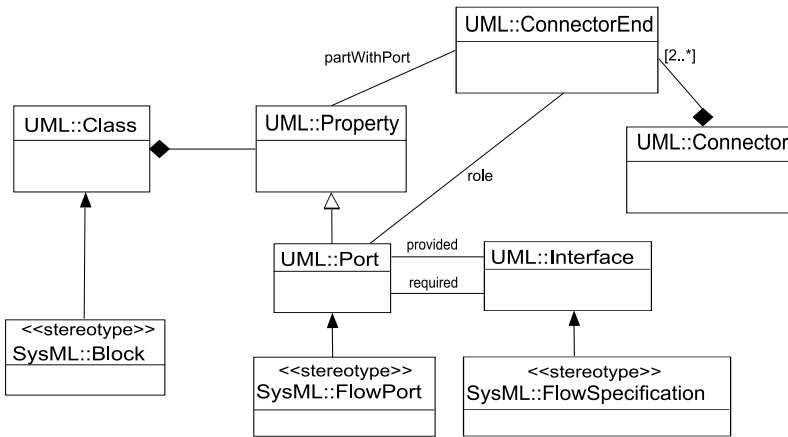 UML::ConnectorEnd
partWithPort
[2..*]
UML::Class
UML::Property
UML::Connector
role
UML::Port
provided
UML::Interface
required
<<stereotype>>
SysML::Block
<<stereotype>>
SysML::FlowPort
<<stereotype>>
SysML::FlowSpecification